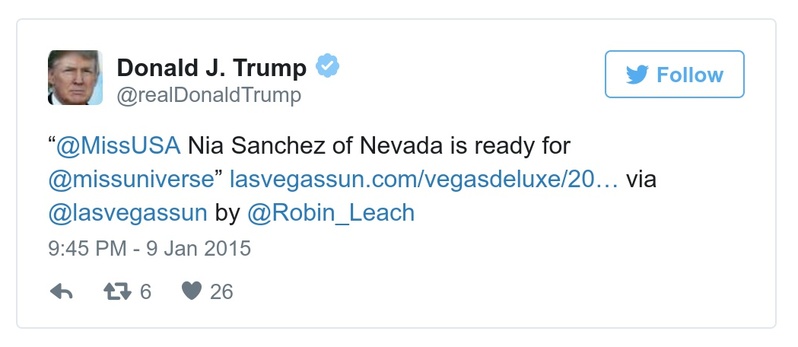 Donald J. Trump
@realDonaldTrump
Follow
“@MissUSA Nia Sanchez of Nevada is ready for
@missuniverse” lasvegassun.com/vegasdeluxe/20… via
@lasvegassun by @Robin_Leach
9:45 PM - 9 Jan 2015
6 26